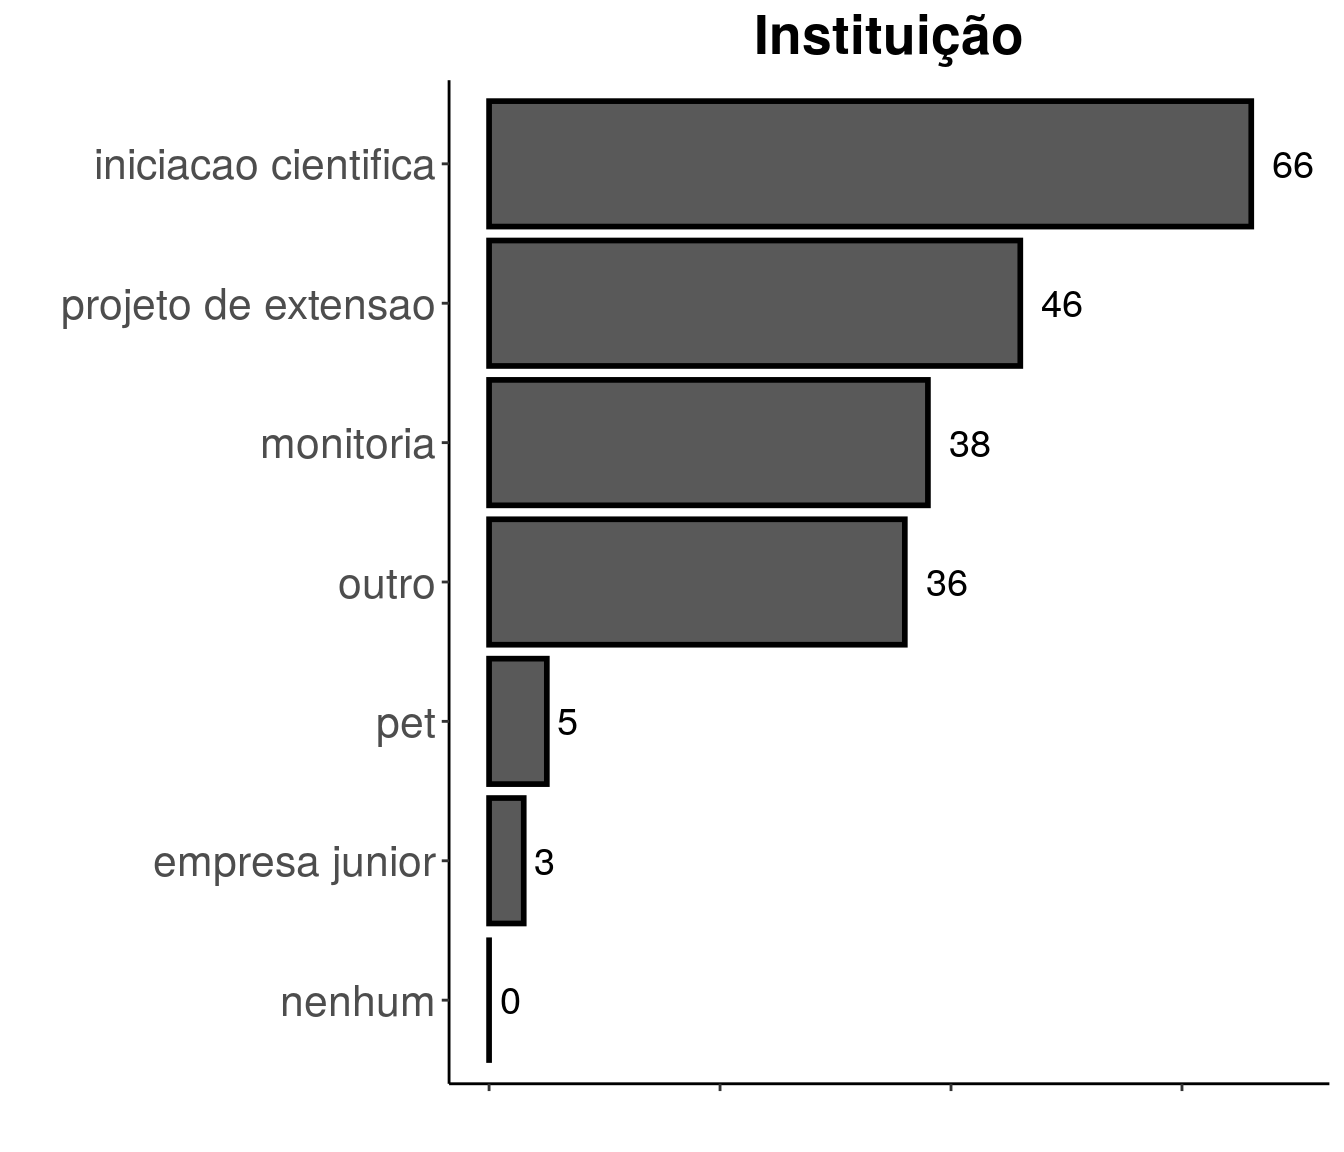 Instituição
iniciacao cientifica 66
projeto de extensao 46
monitoria 38
outro 36
pet 5
empresa junior 3
nenhum 0